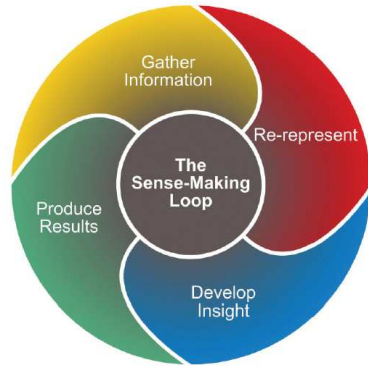 Gather
Information
Re-represent
The
Sense-Making
Loop
Produce
Results
Develop
Insight